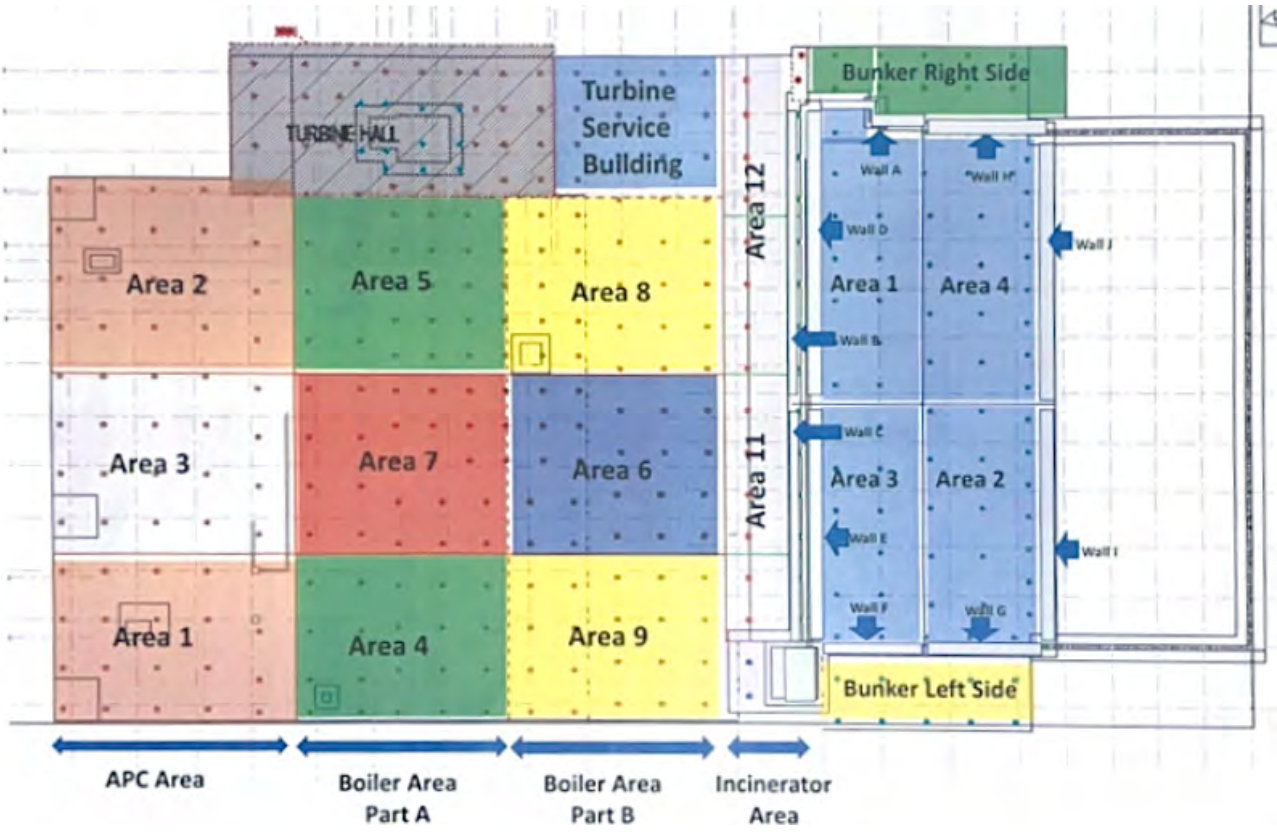 Bunker Right Side
Turbine
Service
Building
TURBINE HALL
Area 12
Wall A
"Wall H"
Wall D
Wall J
Area 2
Area 5
Area 8
Area 1
Area 4
Wall B
Area 3
Area 7
Area 6
Area 11
Wall C
Area 3
Area 2
Wall E
Wall I
Area 1
Area 4
Area 9
Wall F
Wall G
Bunker Left Side
APC Area
Boiler Area
Part A
Boiler Area
Part B
Incinerator
Area